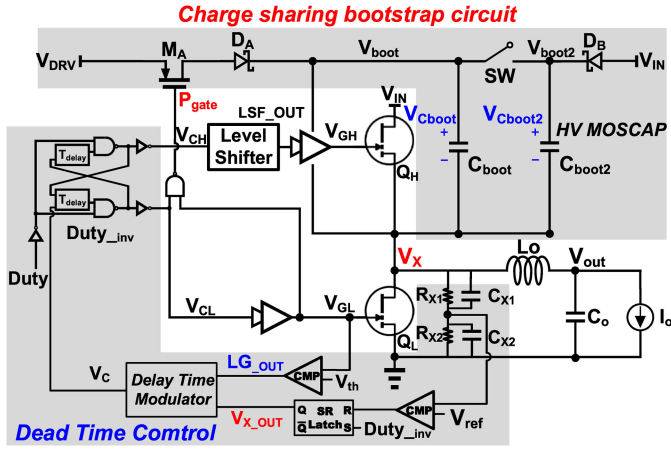 Charge sharing bootstrap circuit
V_DRV
M_A
D_A
V_boot
V_boot2
D_B
V_IN
SW
P_gate
V_IN
V_Cboot
+
−
C_boot
V_Cboot2
+
−
C_boot2
HV MOSCAP
LSF_OUT
T_delay
V_CH
Level
Shifter
V_GH
Q_H
T_delay
Duty_inv
Duty
V_X
Lo
V_out
V_CL
V_GL
Q_L
R_X1
C_X1
R_X2
C_X2
C_o
I_o
V_C
Delay Time
Modulator
LG_OUT
CMP
V_th
V_X_OUT
Q SR R
Q Latch S
Duty_inv
CMP
V_ref
Dead Time Comtrol